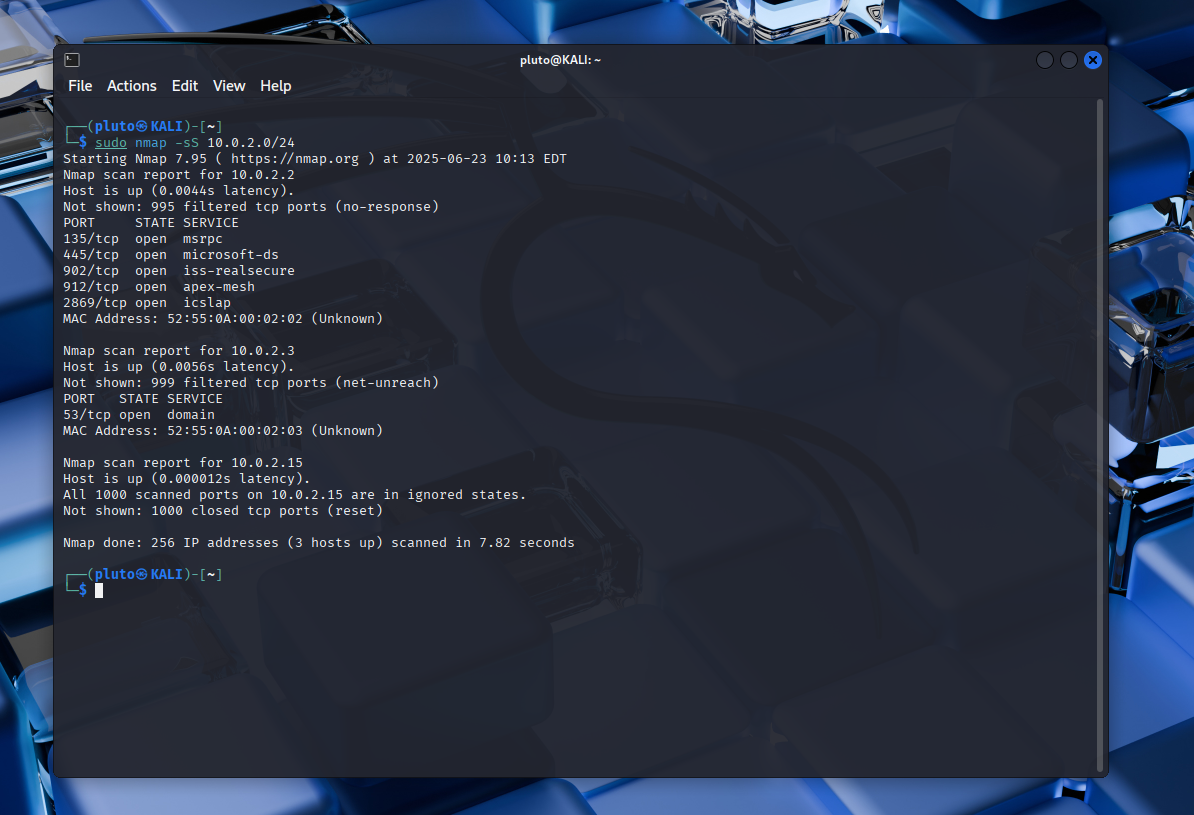 pluto@KALI: ~
File Actions Edit View Help
┌──(pluto㉿KALI)-[~]
└─$ sudo nmap -sS 10.0.2.0/24
Starting Nmap 7.95 ( https://nmap.org ) at 2025-06-23 10:13 EDT
Nmap scan report for 10.0.2.2
Host is up (0.0044s latency).
Not shown: 995 filtered tcp ports (no-response)
PORT     STATE SERVICE
135/tcp  open  msrpc
445/tcp  open  microsoft-ds
902/tcp  open  iss-realsecure
912/tcp  open  apex-mesh
2869/tcp open  icslap
MAC Address: 52:55:0A:00:02:02 (Unknown)

Nmap scan report for 10.0.2.3
Host is up (0.0056s latency).
Not shown: 999 filtered tcp ports (net-unreach)
PORT   STATE SERVICE
53/tcp open  domain
MAC Address: 52:55:0A:00:02:03 (Unknown)

Nmap scan report for 10.0.2.15
Host is up (0.000012s latency).
All 1000 scanned ports on 10.0.2.15 are in ignored states.
Not shown: 1000 closed tcp ports (reset)

Nmap done: 256 IP addresses (3 hosts up) scanned in 7.82 seconds

┌──(pluto㉿KALI)-[~]
└─$